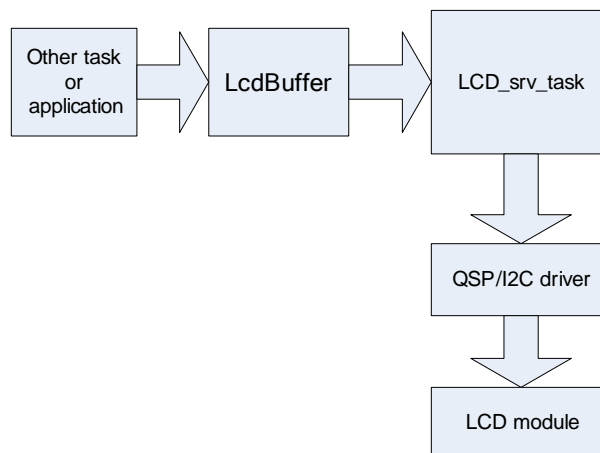 Other task
or
application
LcdBuffer
LCD_srv_task
QSP/I2C driver
LCD module